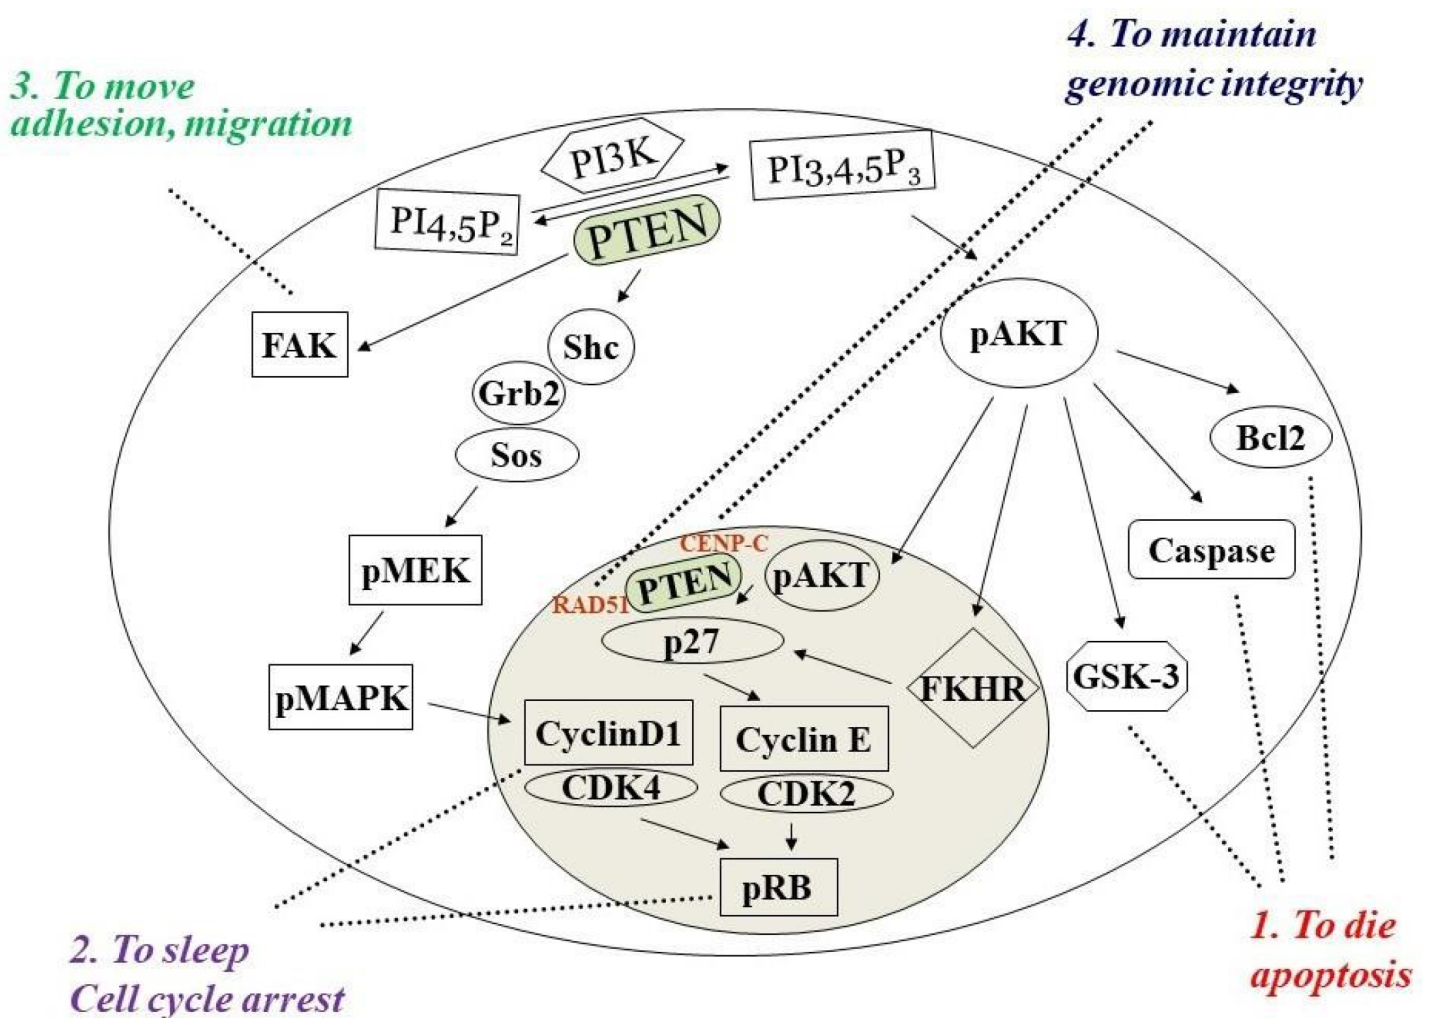 4. To maintain
genomic integrity
3. To move
adhesion, migration
PI3K
PI3,4,5P3
PI4,5P2
PTEN
FAK
Shc
pAKT
Grb2
Sos
Bcl2
pMEK
CENP-C
PTEN
pAKT
Caspase
RAD51
p27
pMAPK
FKHR
GSK-3
CyclinD1
Cyclin E
CDK4
CDK2
pRB
2. To sleep
Cell cycle arrest
1. To die
apoptosis